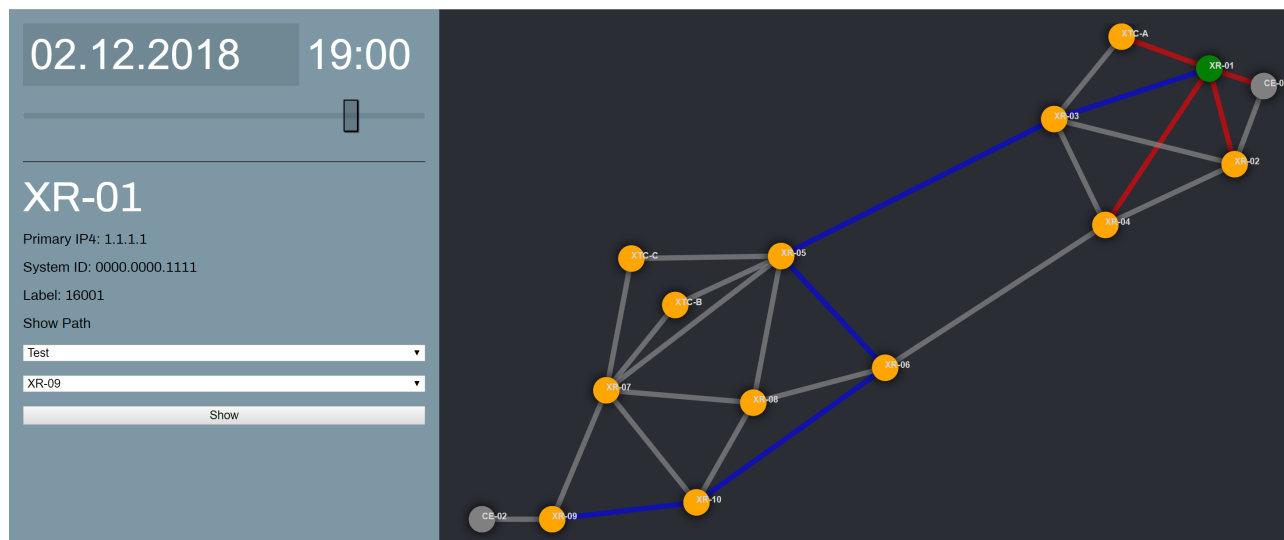 02.12.2018 19:00
XR-01
Primary IP4: 1.1.1.1
System ID: 0000.0000.1111
Label: 16001
Show Path
Test
XR-09
Show
XTC-A
XR-01
CE-0
XR-03
XR-02
XR-04
XTC-C
XR-05
XTC-B
XR-06
XR-07
XR-08
XR-10
CE-02
XR-09